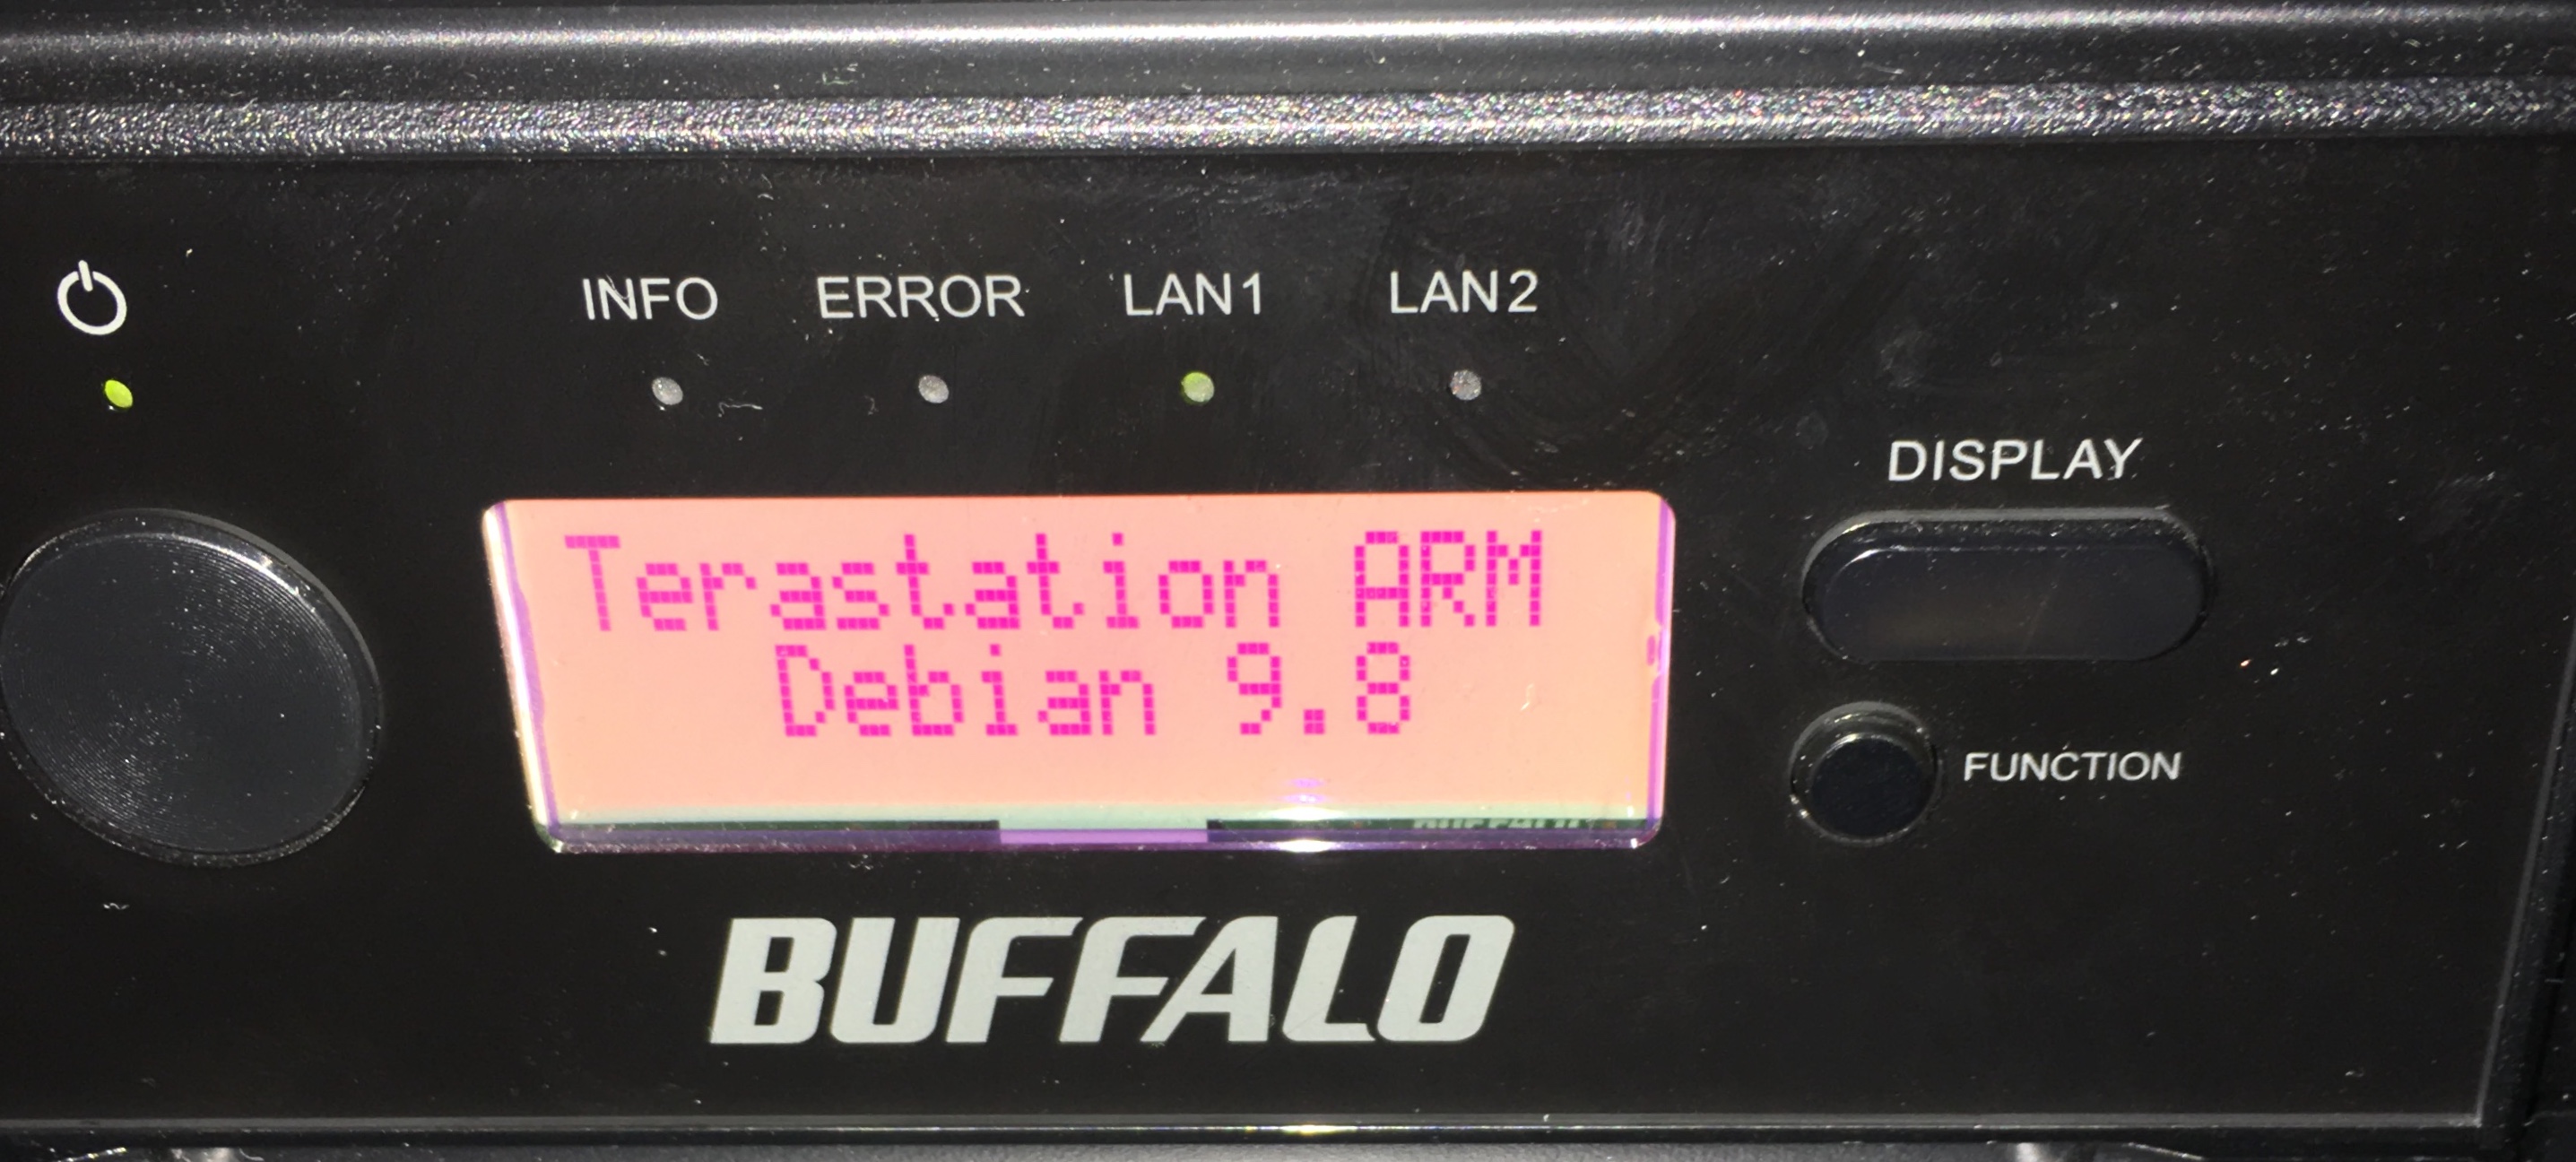 INFO ERROR LAN1 LAN2
DISPLAY
Terastation ARM
Debian 9.8
FUNCTION
BUFFALO